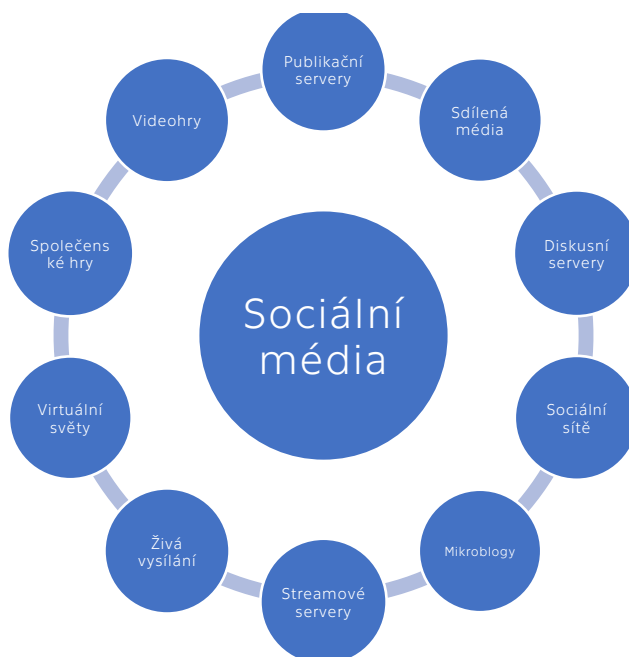 Publikační
servery
Sdílená
média
Diskusní
servery
Sociální
sítě
Mikroblogy
Streamové
servery
Živá
vysílání
Virtuální
světy
Společens
ké hry
Videohry
Sociální
média